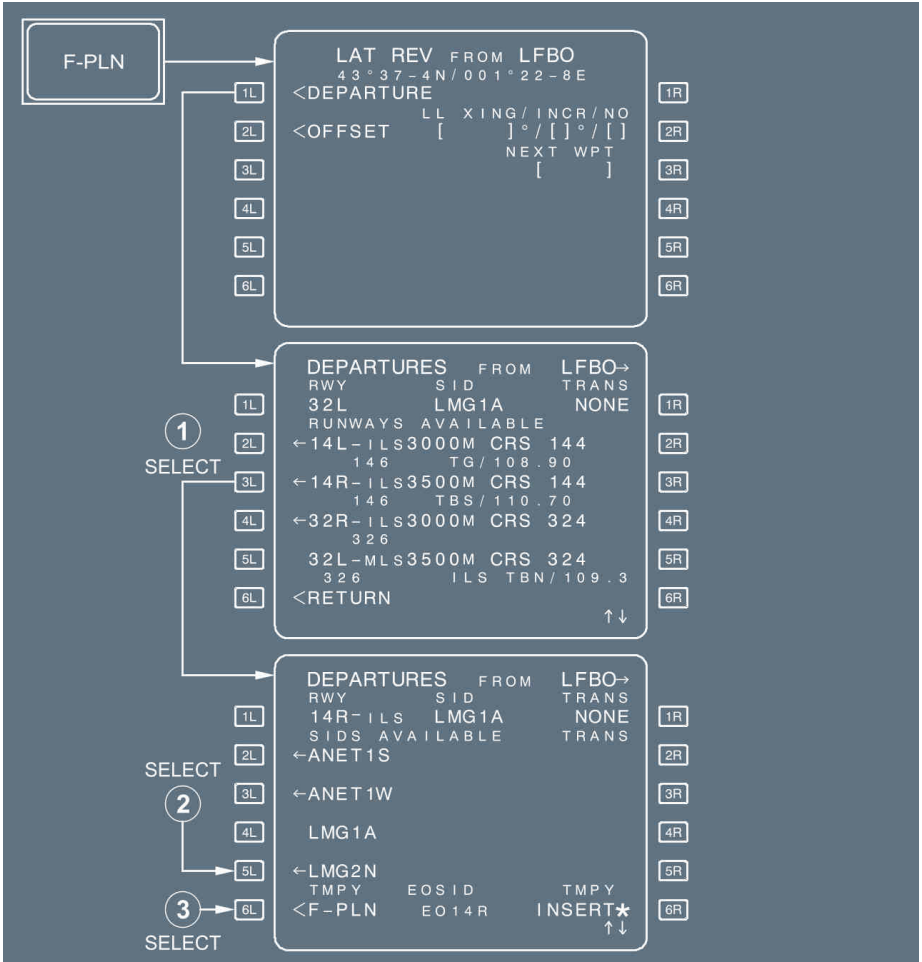 F-PLN
LAT REV FROM LFBO
43°37-4N/001°22-8E
1L <DEPARTURE 1R
LL XING/INCR/NO
2L <OFFSET [ ]°/[ ]°/[ ] 2R
NEXT WPT
3L [ ] 3R
4L 4R
5L 5R
6L 6R
DEPARTURES FROM LFBO→
RWY SID TRANS
1L 32L LMG1A NONE 1R
RUNWAYS AVAILABLE
1
2L ←14L-ILS3000M CRS 144 2R
146 TG/108.90
SELECT
3L ←14R-ILS3500M CRS 144 3R
146 TBS/110.70
4L ←32R-ILS3000M CRS 324 4R
326
5L 32L-MLS3500M CRS 324 5R
326 ILS TBN/109.3
6L <RETURN 6R
↑↓
DEPARTURES FROM LFBO→
RWY SID TRANS
1L 14R-ILS LMG1A NONE 1R
SIDS AVAILABLE TRANS
2L ←ANET1S 2R
SELECT
3L ←ANET1W 3R
2
4L LMG1A 4R
5L ←LMG2N 5R
TMPY EOSID TMPY
3 6L <F-PLN EO14R INSERT* 6R
↑↓
SELECT